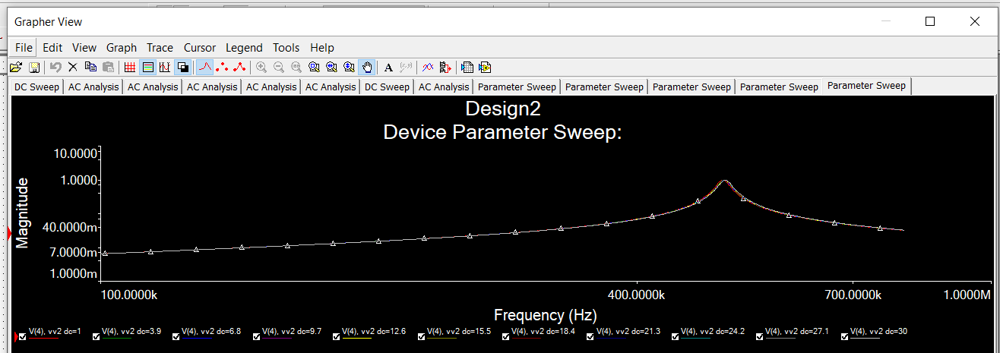 Grapher View
File Edit View Graph Trace Cursor Legend Tools Help
A
DC Sweep AC Analysis AC Analysis AC Analysis AC Analysis AC Analysis DC Sweep AC Analysis Parameter Sweep Parameter Sweep Parameter Sweep Parameter Sweep Parameter Sweep
Design2
Device Parameter Sweep:
Magnitude
10.0000
1.0000
40.0000m
7.0000m
1.0000m
100.0000k 400.0000k 700.0000k 1.0000M
Frequency (Hz)
V(4), vv2 dc=1 V(4), vv2 dc=3.9 V(4), vv2 dc=6.8 V(4), vv2 dc=9.7 V(4), vv2 dc=12.6 V(4), vv2 dc=15.5 V(4), vv2 dc=18.4 V(4), vv2 dc=21.3 V(4), vv2 dc=24.2 V(4), vv2 dc=27.1 V(4), vv2 dc=30